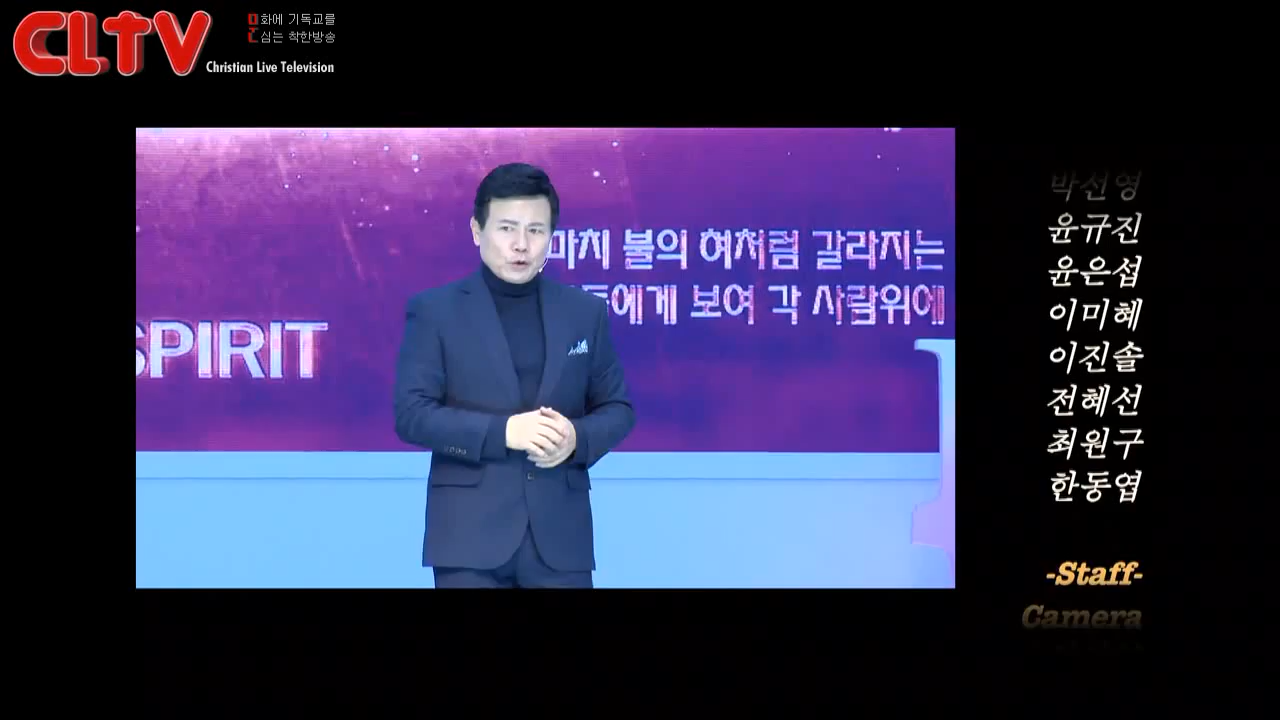 CLTV
문화에 기독교를
심는 착한방송
Christian Live Television
SPIRIT
마치 불의 혀처럼 갈라지는
들에게 보여 각 사람위에
박선영
윤규진
윤은섭
이미혜
이진솔
전혜선
최원구
한동엽
-Staff-
Camera